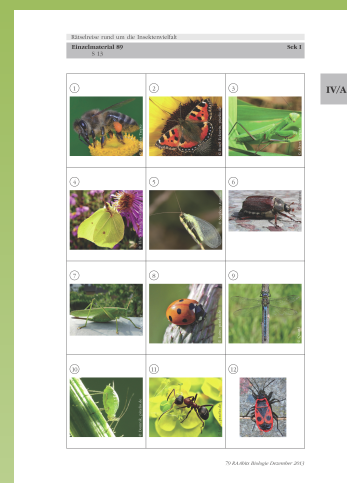 Rätselreise rund um die Insektenvielfalt
Einzelmaterial 89 Sek I
S 13
IV/A
1
2
3
4
5
6
7
8
9
10
11
12
79 RAAbits Biologie Dezember 2013